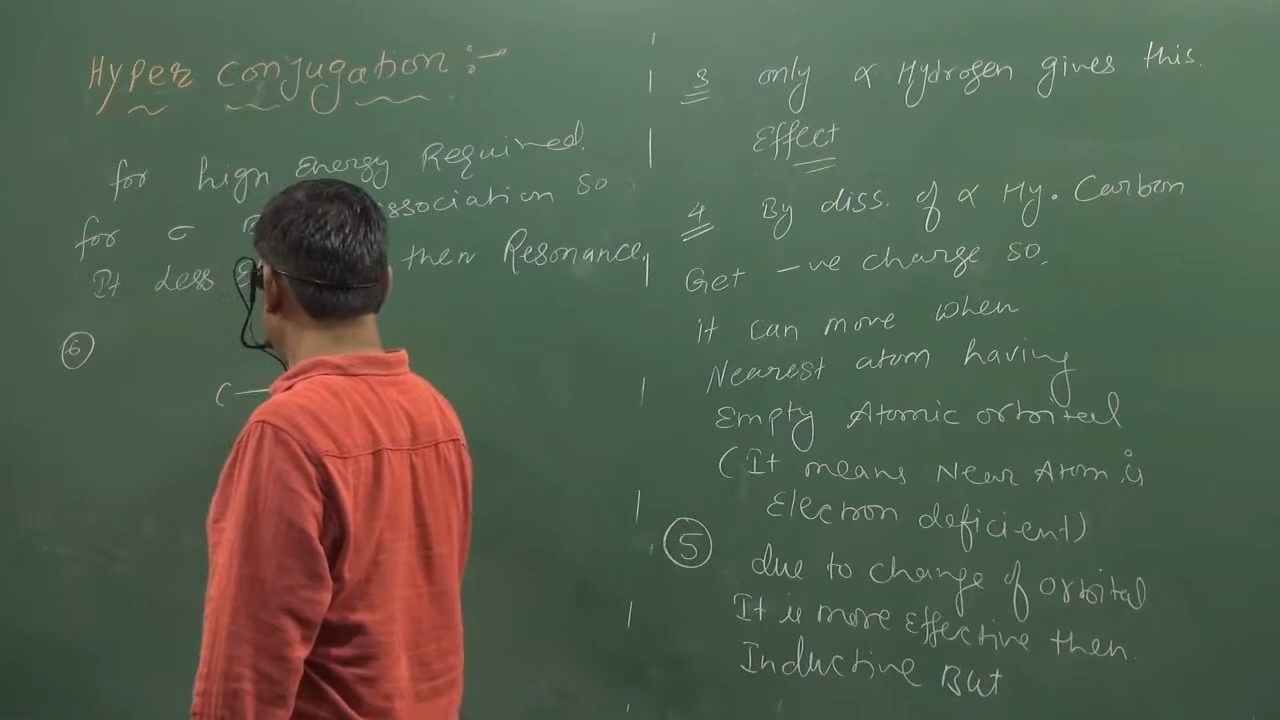 Hyper conjugation :-
for hign Energy Required.
for σ ssociation so
It Less then Resonance,
6
C—
3 only α Hydrogen gives this.
Effect
4 By diss. of α Hy. Carbon
Get -ve charge so.
it can move when
Nearest atom having
Empty Atomic orbital
(It means Near Atom is
Electron deficient)
5 due to change of orbital
It is more effective then.
Inductive But